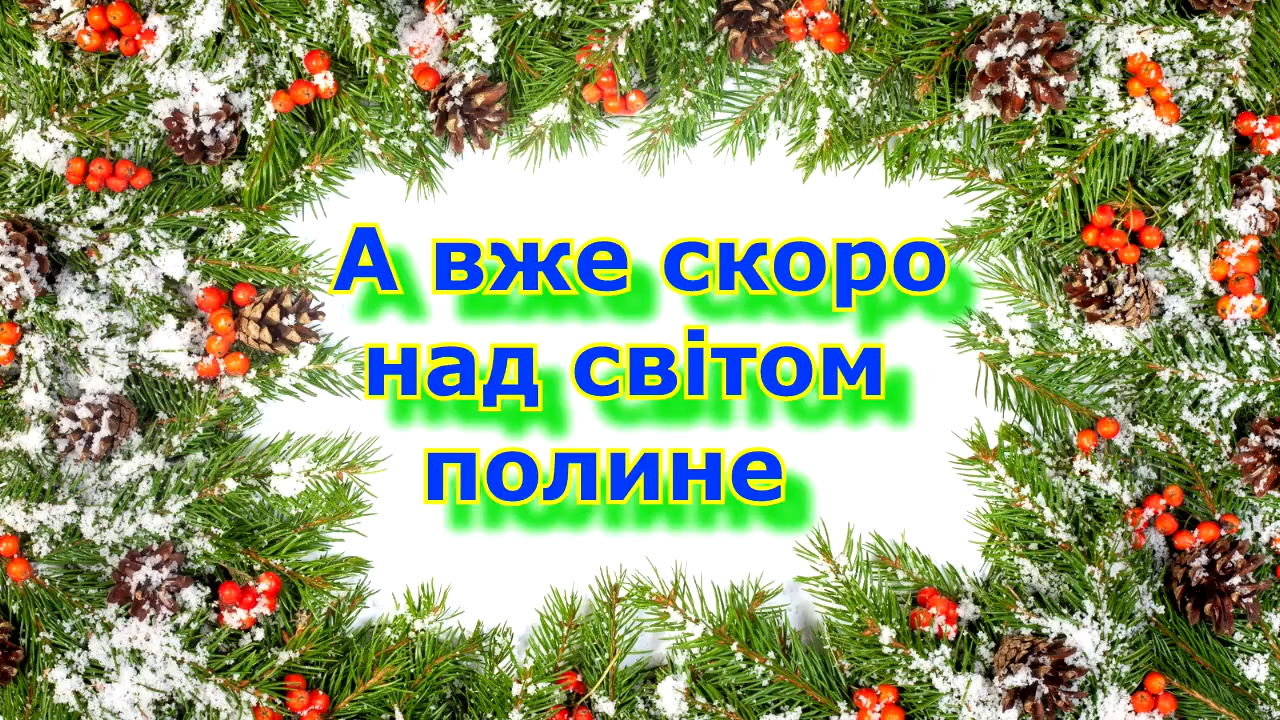 А вже скоро
над світом
полине